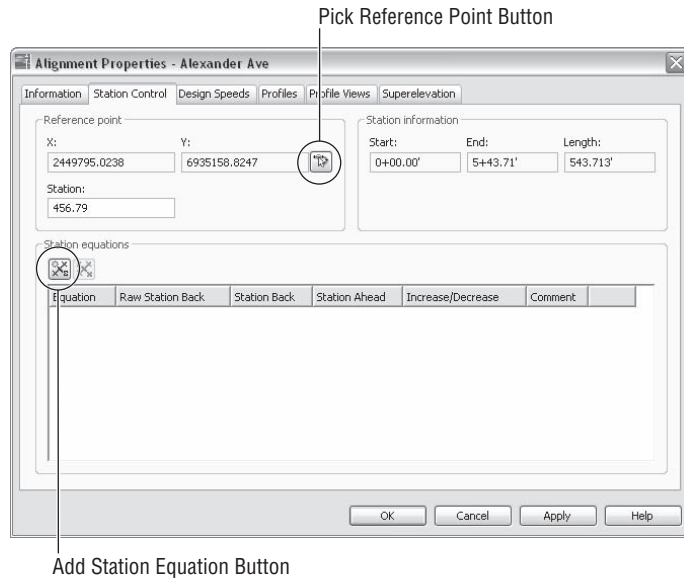 Pick Reference Point Button
Alignment Properties - Alexander Ave
Information Station Control Design Speeds Profiles Profile Views Superelevation
Reference point
X: Y:
2449795.0238 6935158.8247
Station:
456.79
Station information
Start: End: Length:
0+00.00' 5+43.71' 543.713'
Station equations
Equation Raw Station Back Station Back Station Ahead Increase/Decrease Comment
OK Cancel Apply Help
Add Station Equation Button